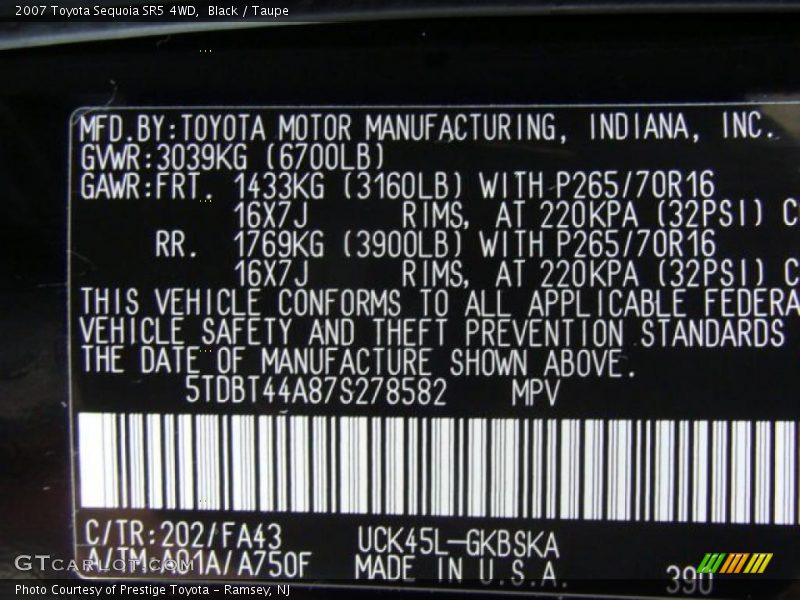 2007 Toyota Sequoia SR5 4WD, Black / Taupe
MFD.BY:TOYOTA MOTOR MANUFACTURING, INDIANA, INC.
GVWR:3039KG (6700LB)
GAWR:FRT. 1433KG (3160LB) WITH P265/70R16
16X7J RIMS, AT 220KPA (32PSI) C
RR. 1769KG (3900LB) WITH P265/70R16
16X7J RIMS, AT 220KPA (32PSI) C
THIS VEHICLE CONFORMS TO ALL APPLICABLE FEDERA
VEHICLE SAFETY AND THEFT PREVENTION STANDARDS
THE DATE OF MANUFACTURE SHOWN ABOVE.
5TDBT44A87S278582 MPV
C/TR:202/FA43 UCK45L-GKBSKA
A/TM:A01A/A750F MADE IN U.S.A.
390
GTcarlot.com
Photo Courtesy of Prestige Toyota - Ramsey, NJ